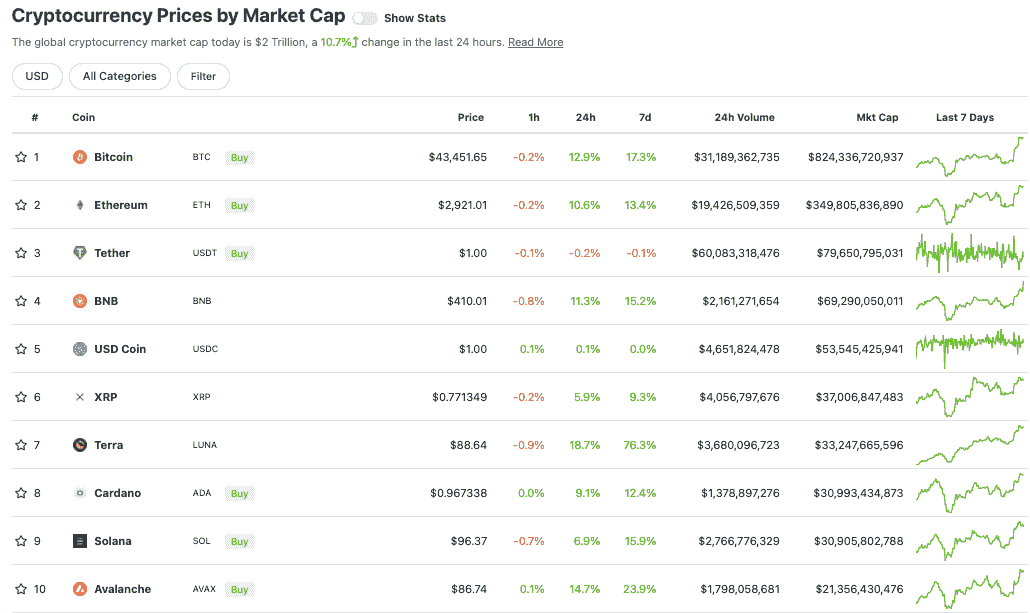 Cryptocurrency Prices by Market Cap Show Stats
The global cryptocurrency market cap today is $2 Trillion, a 10.7% change in the last 24 hours. Read More
USD All Categories Filter
# Coin Price 1h 24h 7d 24h Volume Mkt Cap Last 7 Days
1 Bitcoin BTC Buy $43,451.65 -0.2% 12.9% 17.3% $31,189,362,735 $824,336,720,937
2 Ethereum ETH Buy $2,921.01 -0.2% 10.6% 13.4% $19,426,509,359 $349,805,836,890
3 Tether USDT Buy $1.00 -0.1% -0.2% -0.1% $60,083,318,476 $79,650,795,031
4 BNB BNB $410.01 -0.8% 11.3% 15.2% $2,161,271,654 $69,290,050,011
5 USD Coin USDC $1.00 0.1% 0.1% 0.0% $4,651,824,478 $53,545,425,941
6 XRP XRP $0.771349 -0.2% 5.9% 9.3% $4,056,797,676 $37,006,847,483
7 Terra LUNA $88.64 -0.9% 18.7% 76.3% $3,680,096,723 $33,247,665,596
8 Cardano ADA Buy $0.967338 0.0% 9.1% 12.4% $1,378,897,276 $30,993,434,873
9 Solana SOL Buy $96.37 -0.7% 6.9% 15.9% $2,766,776,329 $30,905,802,788
10 Avalanche AVAX Buy $86.74 0.1% 14.7% 23.9% $1,798,058,681 $21,356,430,476